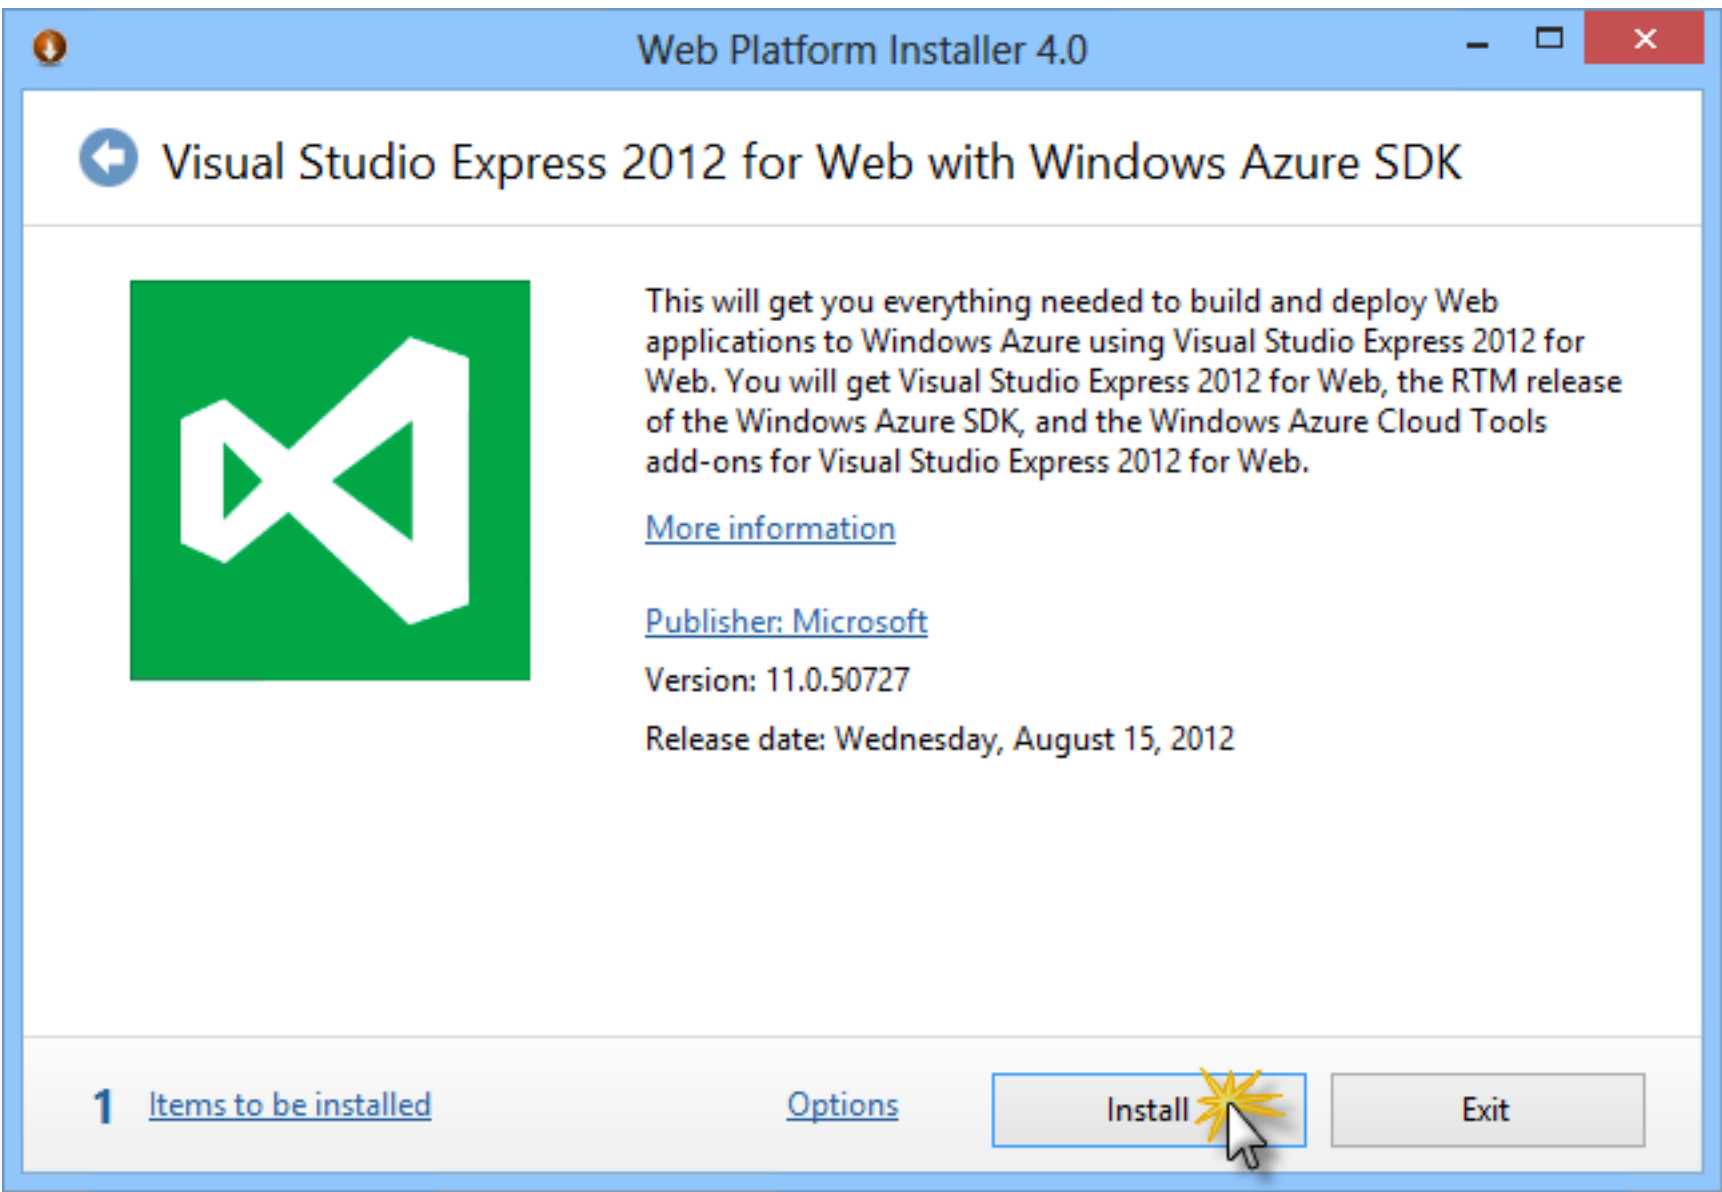 Web Platform Installer 4.0
Visual Studio Express 2012 for Web with Windows Azure SDK
This will get you everything needed to build and deploy Web
applications to Windows Azure using Visual Studio Express 2012 for
Web. You will get Visual Studio Express 2012 for Web, the RTM release
of the Windows Azure SDK, and the Windows Azure Cloud Tools
add-ons for Visual Studio Express 2012 for Web.
More information
Publisher: Microsoft
Version: 11.0.50727
Release date: Wednesday, August 15, 2012
1 Items to be installed
Options
Install
Exit